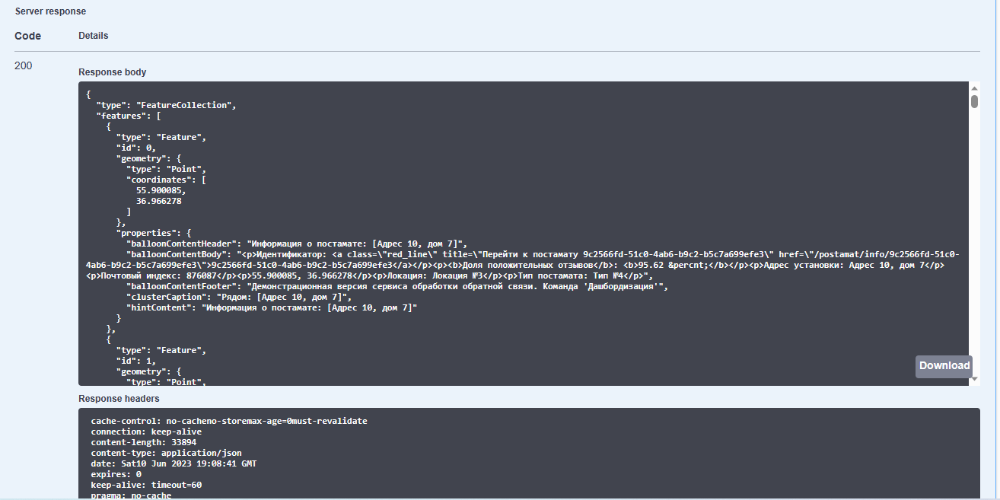 Server response
Code Details
200
Response body
{
  "type": "FeatureCollection",
  "features": [
    {
      "type": "Feature",
      "id": 0,
      "geometry": {
        "type": "Point",
        "coordinates": [
          55.900085,
          36.966278
        ]
      },
      "properties": {
        "balloonContentHeader": "Информация о постамате: [Адрес 10, дом 7]",
        "balloonContentBody": "<p>Идентификатор: <a class=\"red_line\" title=\"Перейти к постамату 9c2566fd-51c0-4ab6-b9c2-b5c7a699efe3\" href=\"/postamat/info/9c2566fd-51c0-
4ab6-b9c2-b5c7a699efe3\">9c2566fd-51c0-4ab6-b9c2-b5c7a699efe3</a></p><p><b>Доля положительных отзывов</b>: <b>95.62 &percnt;</b></p><p>Адрес установки: Адрес 10, дом 7</p>
<p>Почтовый индекс: 876087</p><p>55.900085, 36.966278</p><p>Локация: Локация №3</p><p>Тип постамата: Тип №4</p>",
        "balloonContentFooter": "Демонстрационная версия сервиса обработки обратной связи. Команда 'Дашбордизация'",
        "clusterCaption": "Рядом: [Адрес 10, дом 7]",
        "hintContent": "Информация о постамате: [Адрес 10, дом 7]"
      }
    },
    {
      "type": "Feature",
      "id": 1,
      "geometry": {
        "type": "Point",
Download
Response headers
cache-control: no-cacheno-storemax-age=0must-revalidate
connection: keep-alive
content-length: 33894
content-type: application/json
date: Sat10 Jun 2023 19:08:41 GMT
expires: 0
keep-alive: timeout=60
pragma: no-cache